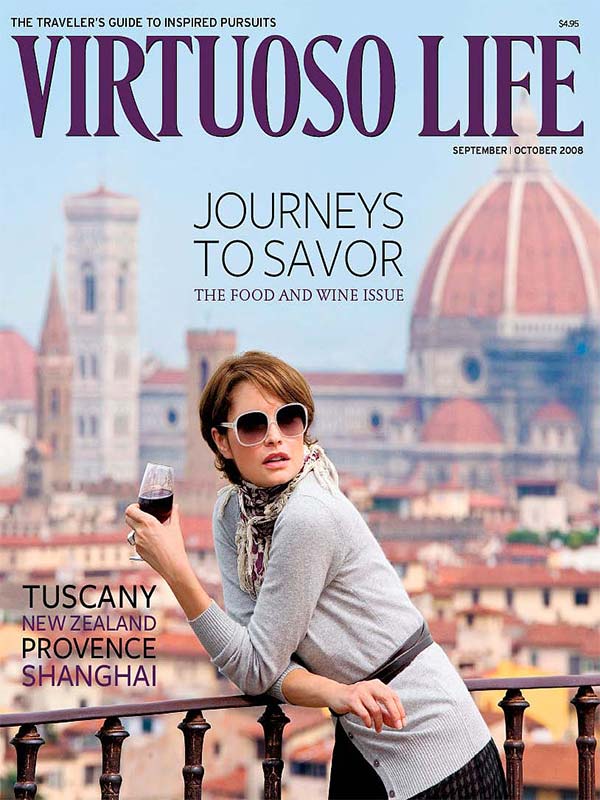 THE TRAVELER'S GUIDE TO INSPIRED PURSUITS
$4.95
VIRTUOSO LIFE
SEPTEMBER | OCTOBER 2008
JOURNEYS
TO SAVOR
THE FOOD AND WINE ISSUE
TUSCANY
NEW ZEALAND
PROVENCE
SHANGHAI